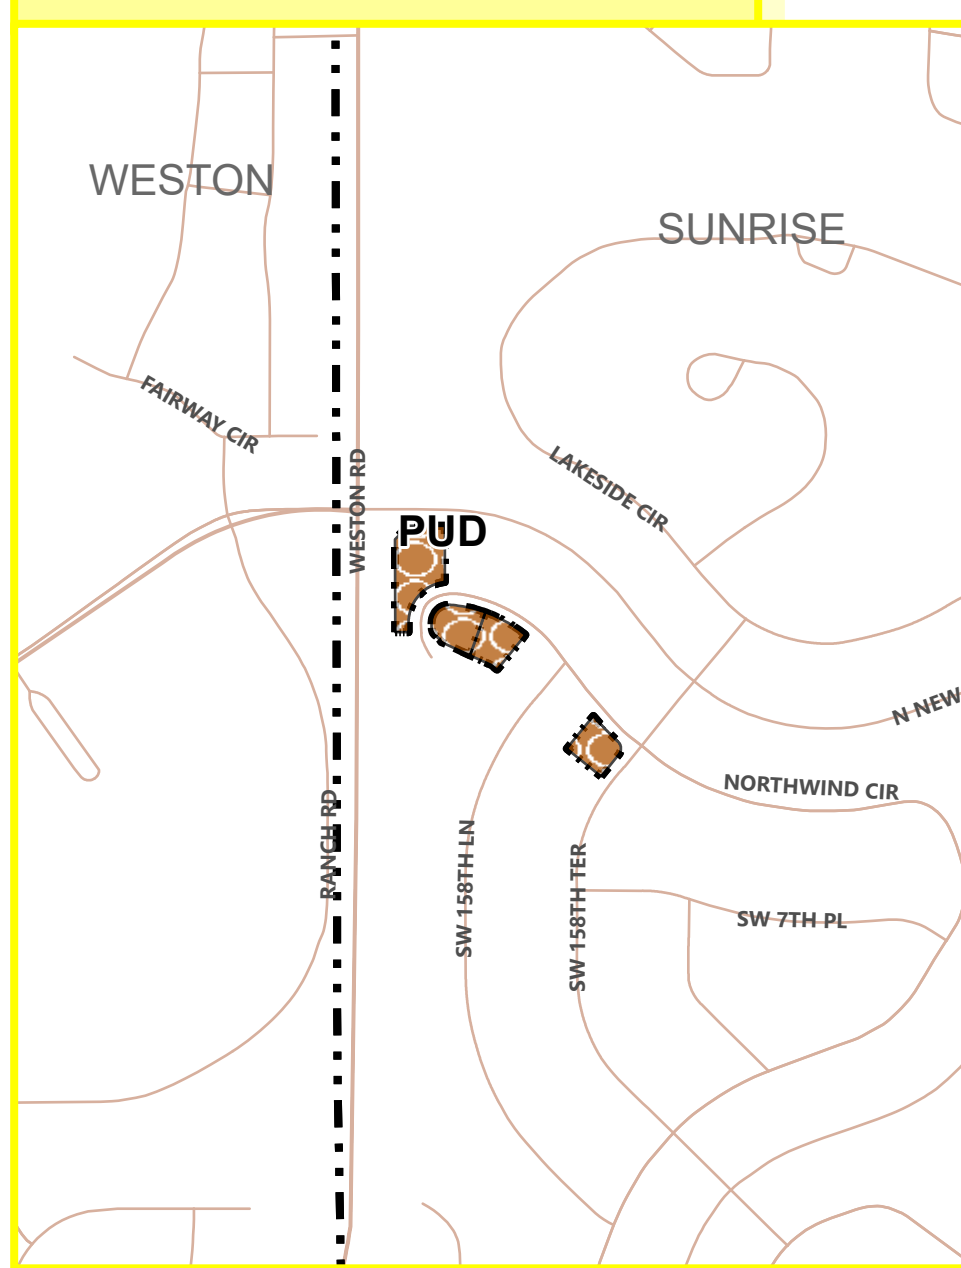 WESTON
SUNRISE
FAIRWAY CIR
WESTON RD
LAKESIDE CIR
PUD
N NEW
NORTHWIND CIR
RANCH RD
SW 158TH LN
SW 158TH TER
SW 7TH PL